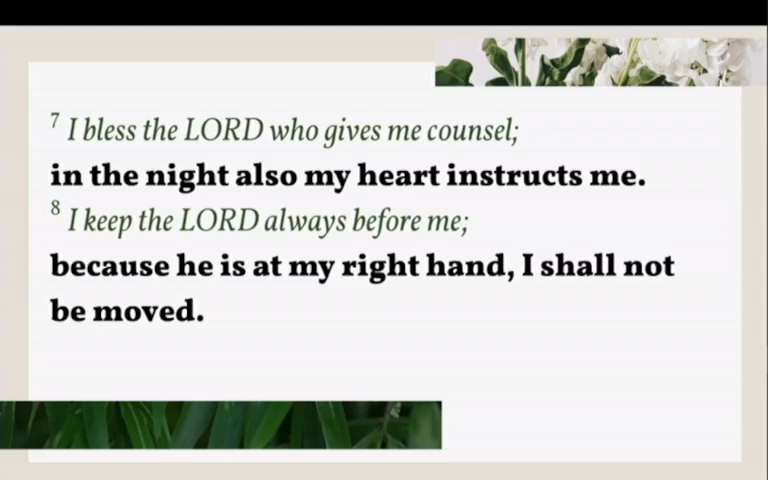 7 I bless the LORD who gives me counsel;
in the night also my heart instructs me.
8 I keep the LORD always before me;
because he is at my right hand, I shall not
be moved.